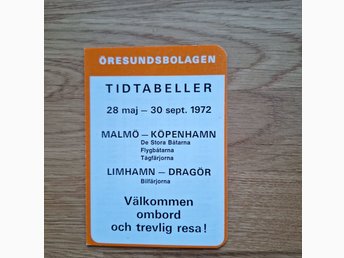 ÖRESUNDSBOLAGEN
TIDTABELLER
28 maj — 30 sept. 1972
MALMÖ — KÖPENHAMN
De Stora Båtarna
Flygbåtarna
Tågfärjorna
LIMHAMN — DRAGÖR
Bilfärjorna
Välkommen
ombord
och trevlig resa!